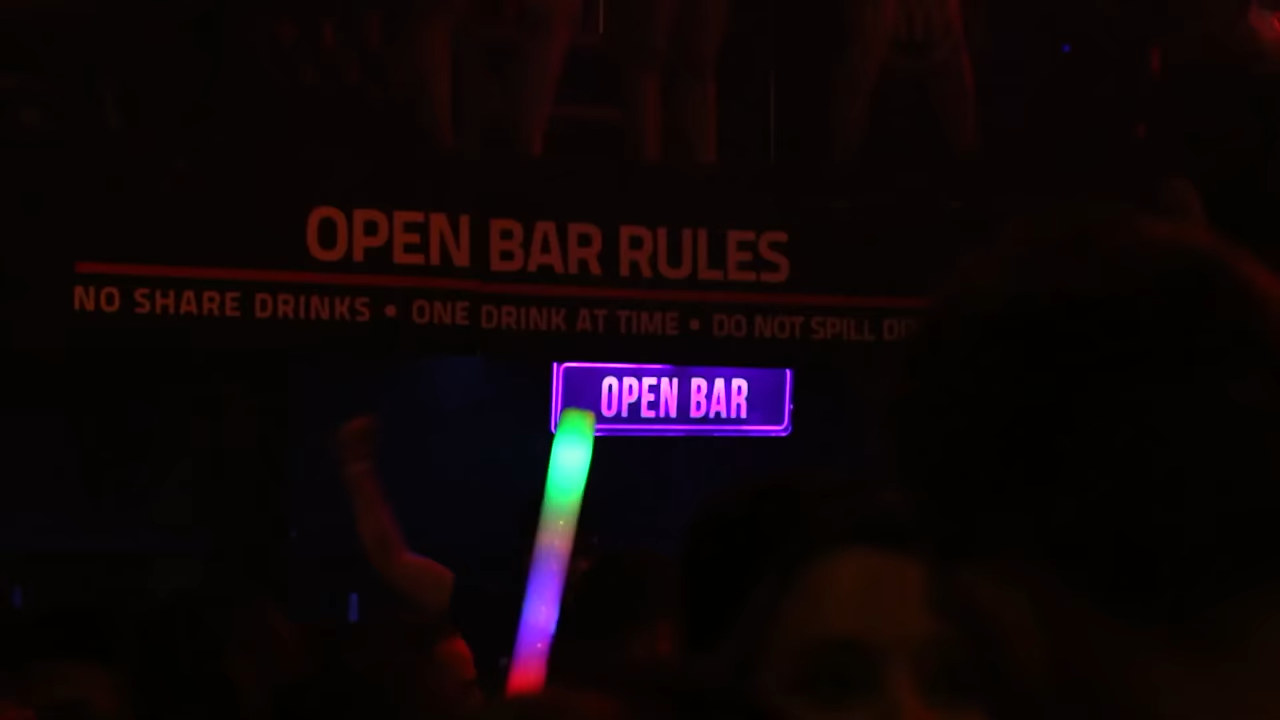 OPEN BAR RULES
NO SHARE DRINKS • ONE DRINK AT TIME • DO NOT SPILL
OPEN BAR